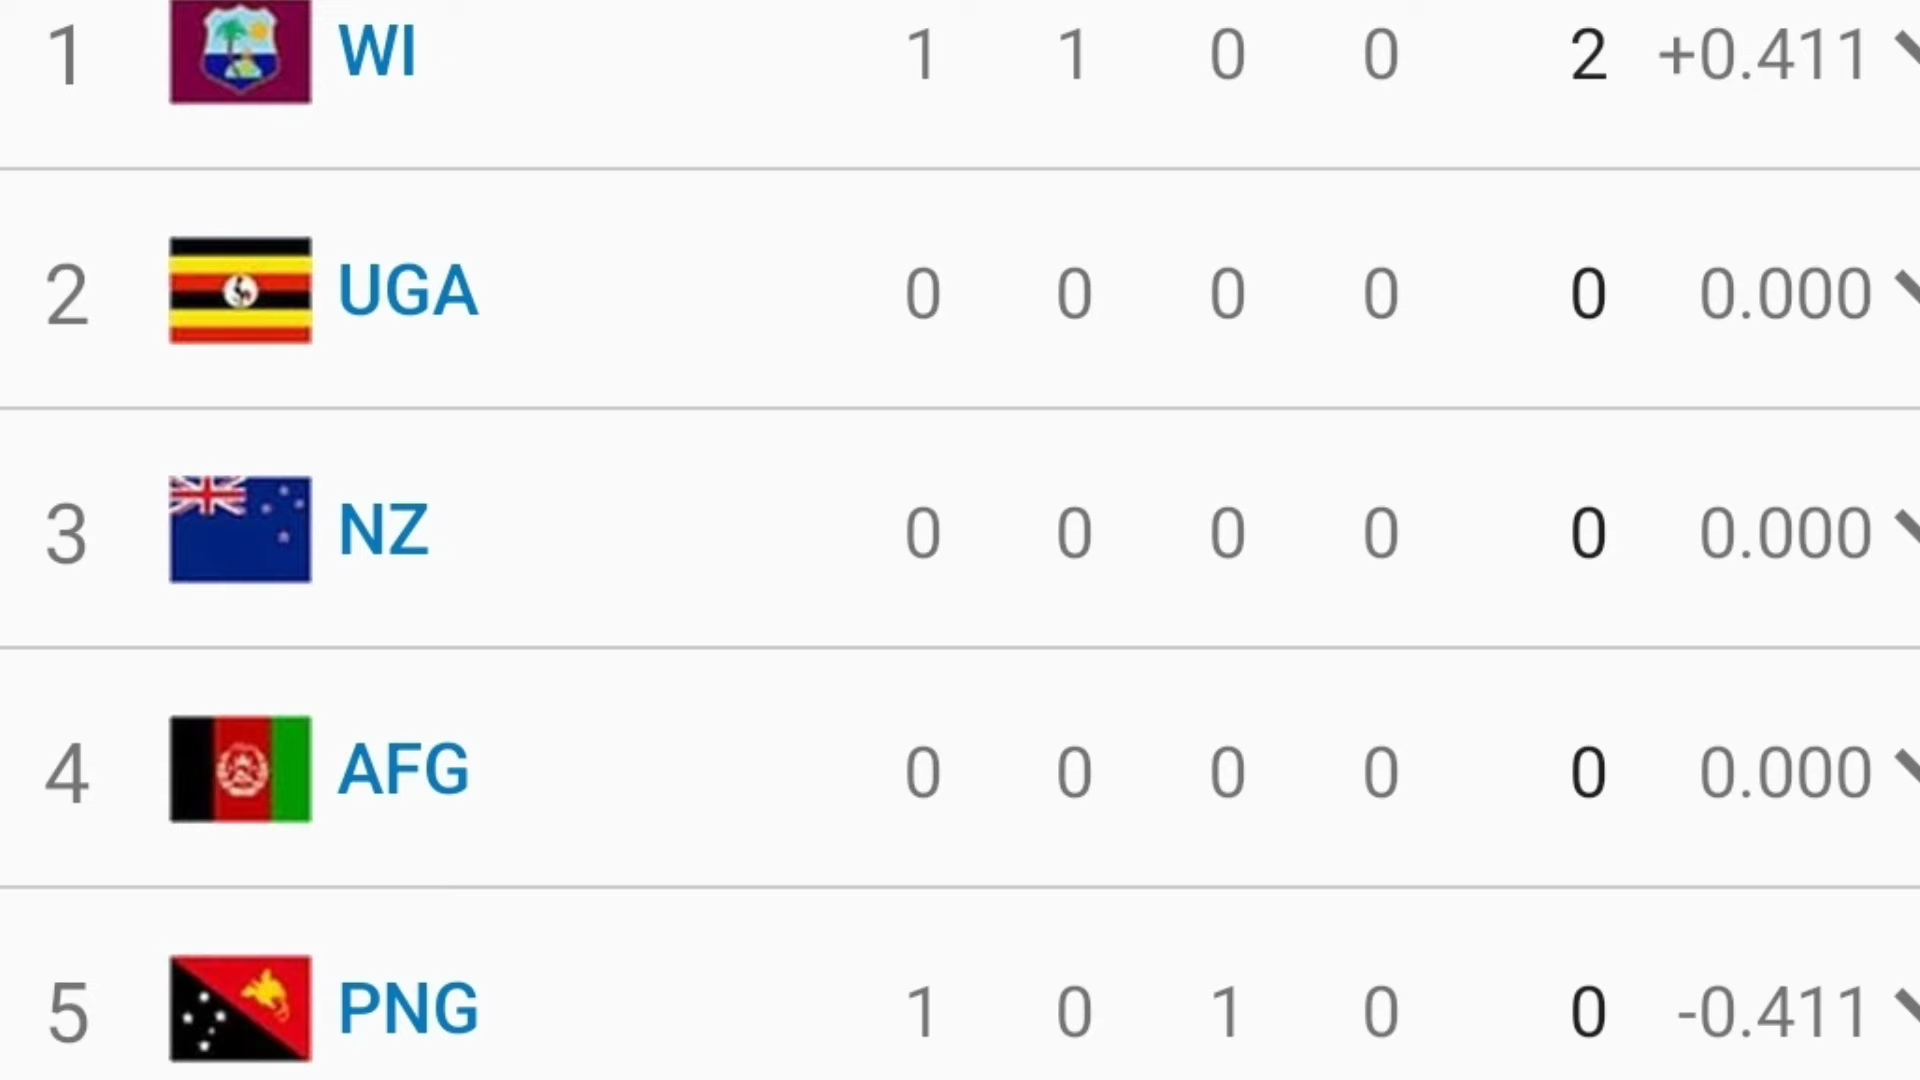 1 WI 1 1 0 0 2 +0.411
2 UGA 0 0 0 0 0 0.000
3 NZ 0 0 0 0 0 0.000
4 AFG 0 0 0 0 0 0.000
5 PNG 1 0 1 0 0 -0.411